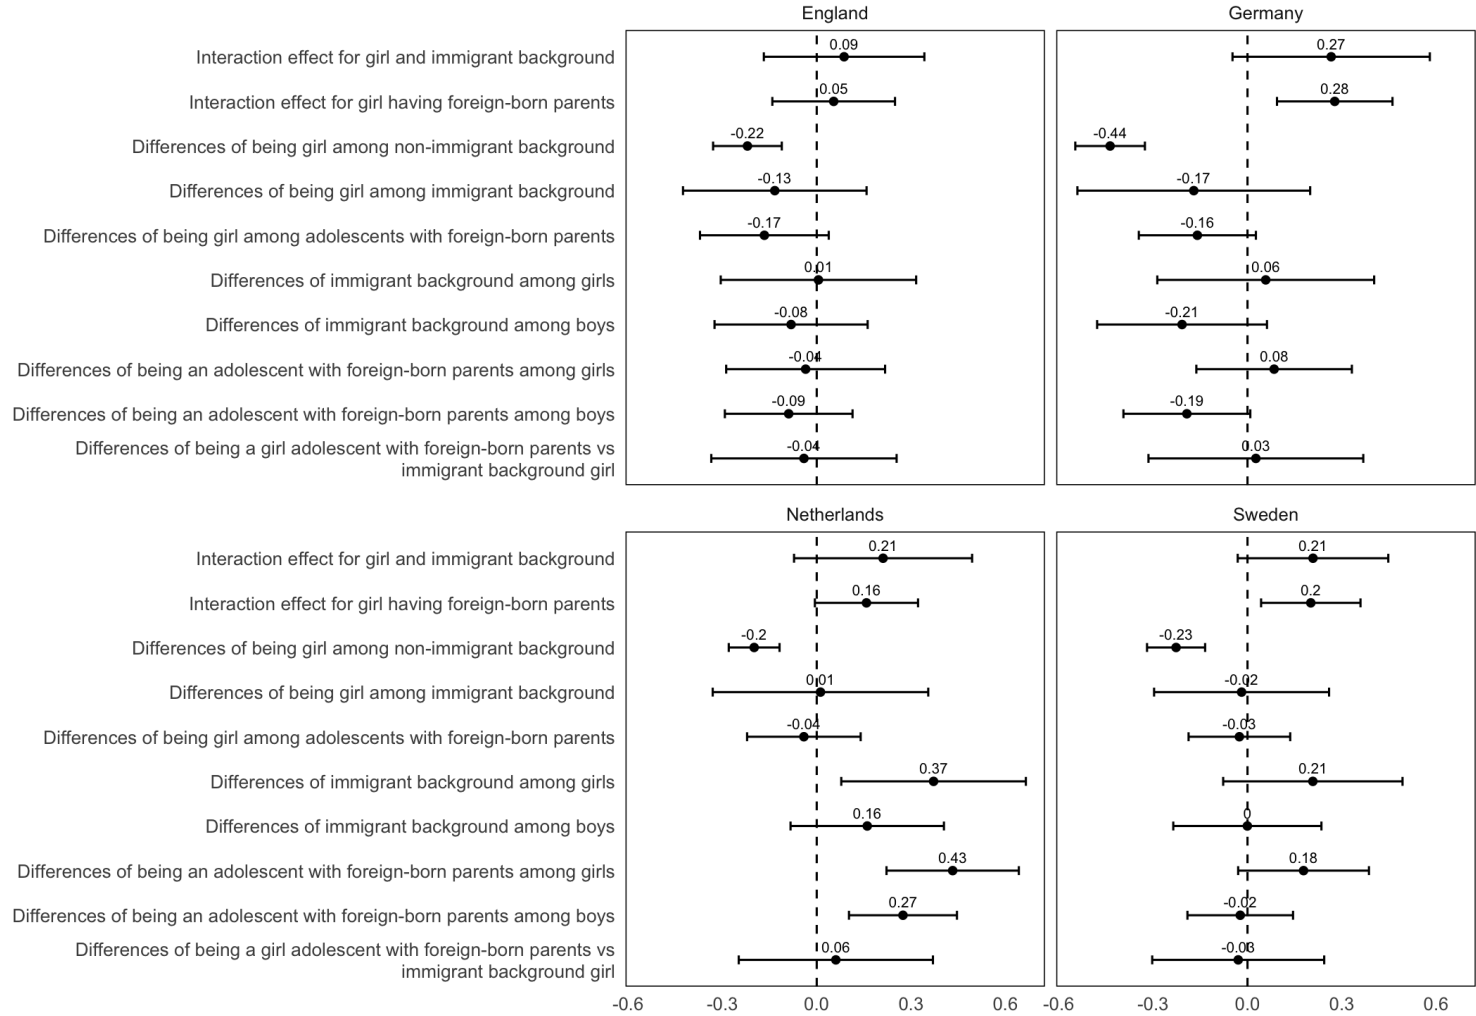 England
Germany
Interaction effect for girl and immigrant background
0.09
0.27
Interaction effect for girl having foreign-born parents
0.05
0.28
Differences of being girl among non-immigrant background
-0.22
-0.44
Differences of being girl among immigrant background
-0.13
-0.17
Differences of being girl among adolescents with foreign-born parents
-0.17
-0.16
Differences of immigrant background among girls
0.01
0.06
Differences of immigrant background among boys
-0.08
-0.21
Differences of being an adolescent with foreign-born parents among girls
-0.04
0.08
Differences of being an adolescent with foreign-born parents among boys
-0.09
-0.19
Differences of being a girl adolescent with foreign-born parents vs
immigrant background girl
-0.04
0.03
Netherlands
Sweden
Interaction effect for girl and immigrant background
0.21
0.21
Interaction effect for girl having foreign-born parents
0.16
0.2
Differences of being girl among non-immigrant background
-0.2
-0.23
Differences of being girl among immigrant background
0.01
-0.02
Differences of being girl among adolescents with foreign-born parents
-0.04
-0.03
Differences of immigrant background among girls
0.37
0.21
Differences of immigrant background among boys
0.16
0
Differences of being an adolescent with foreign-born parents among girls
0.43
0.18
Differences of being an adolescent with foreign-born parents among boys
0.27
-0.02
Differences of being a girl adolescent with foreign-born parents vs
immigrant background girl
0.06
-0.03
-0.6 -0.3 0.0 0.3 0.6
-0.6 -0.3 0.0 0.3 0.6